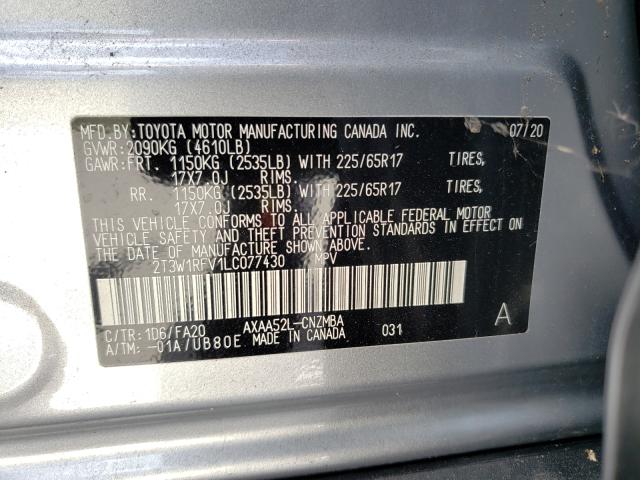 MFD.BY:TOYOTA MOTOR MANUFACTURING CANADA INC. 07/20
GVWR:2090KG (4610LB)
GAWR:FRT. 1150KG (2535LB) WITH 225/65R17 TIRES,
17X7.0J RIMS.
RR. 1150KG (2535LB) WITH 225/65R17 TIRES,
17X7.0J RIMS.
THIS VEHICLE CONFORMS TO ALL APPLICABLE FEDERAL MOTOR
VEHICLE SAFETY AND THEFT PREVENTION STANDARDS IN EFFECT ON
THE DATE OF MANUFACTURE SHOWN ABOVE.
2T3W1RFV1LC077430 MPV
A
C/TR:1D6/FA20 AXAA52L-CNZMBA 031
A/TM:-01A/UB80E MADE IN CANADA